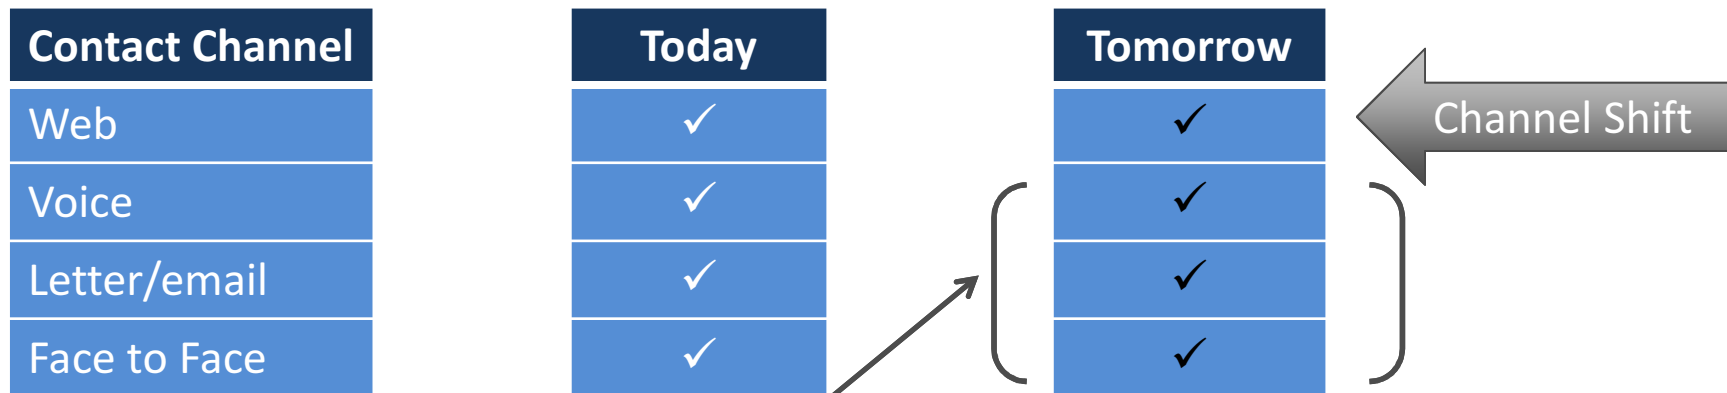 Contact Channel Today Tomorrow
Web ✓ ✓ Channel Shift
Voice ✓ ✓
Letter/email ✓ ✓
Face to Face ✓ ✓